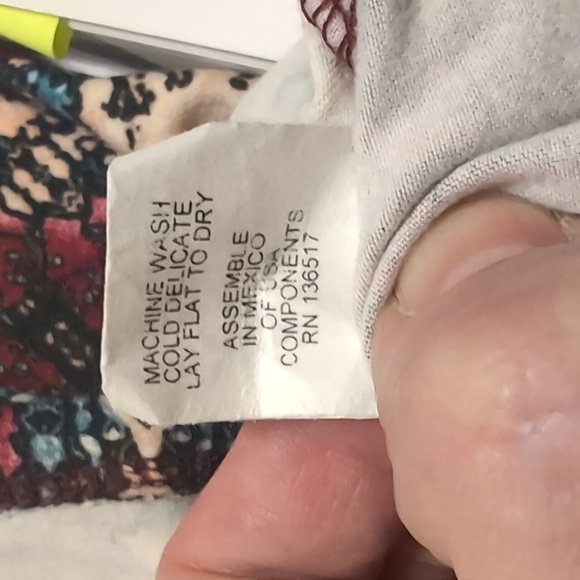 MACHINE WASH
COLD DELICATE
LAY FLAT TO DRY
ASSEMBLE
IN MEXICO
OF USA
COMPONENTS
RN 136517